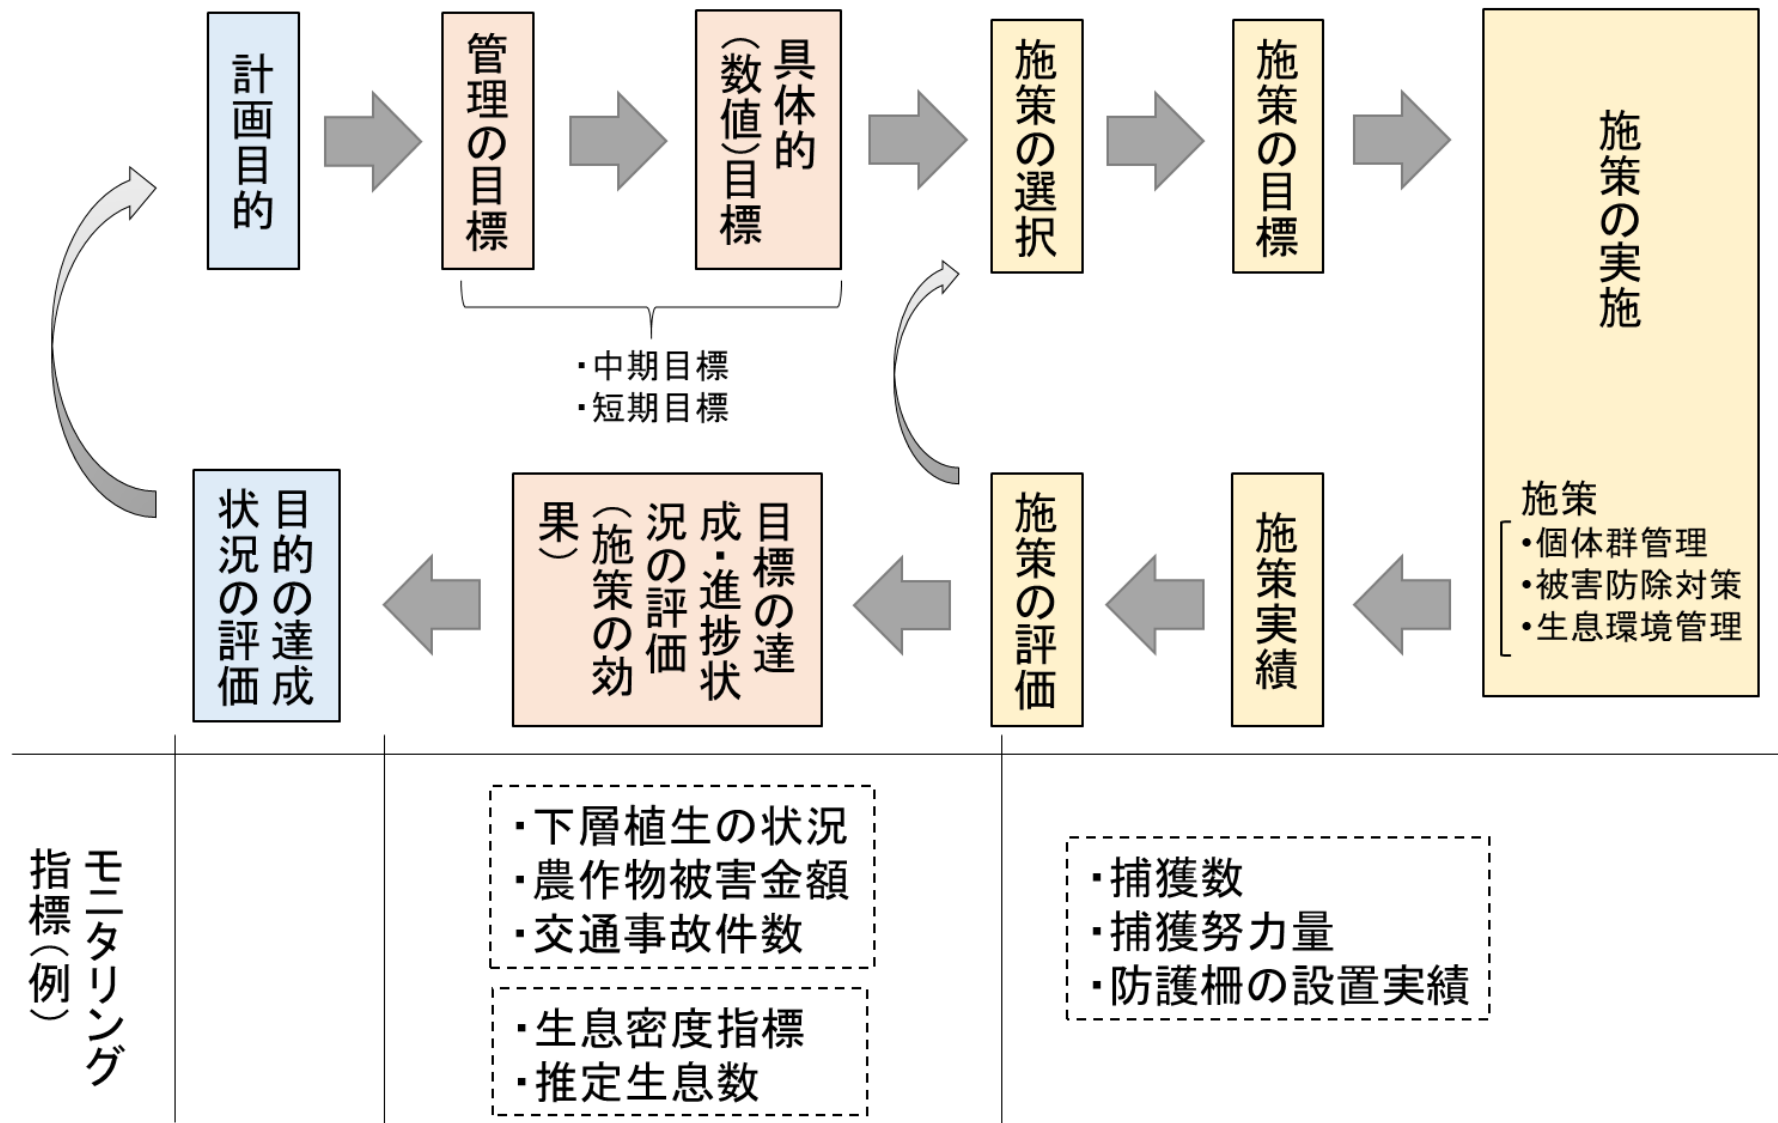 計画目的
管理の目標
具体的
（数値）目標
施策の選択
施策の目標
施策の実施
・中期目標
・短期目標
施策
•個体群管理
•被害防除対策
•生息環境管理
施策実績
施策の評価
目標の達
成・進捗状
況の評価
（施策の効
果）
目的の達成
状況の評価
モニタリング
指標（例）
・下層植生の状況
・農作物被害金額
・交通事故件数
・生息密度指標
・推定生息数
・捕獲数
・捕獲努力量
・防護柵の設置実績